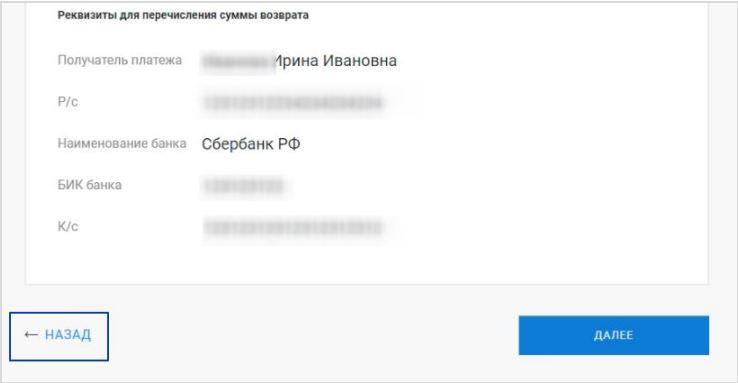 Реквизиты для перечисления суммы возврата
Получатель платежа Ирина Ивановна
Р/с
Наименование банка Сбербанк РФ
БИК банка
К/с
← НАЗАД
ДАЛЕЕ